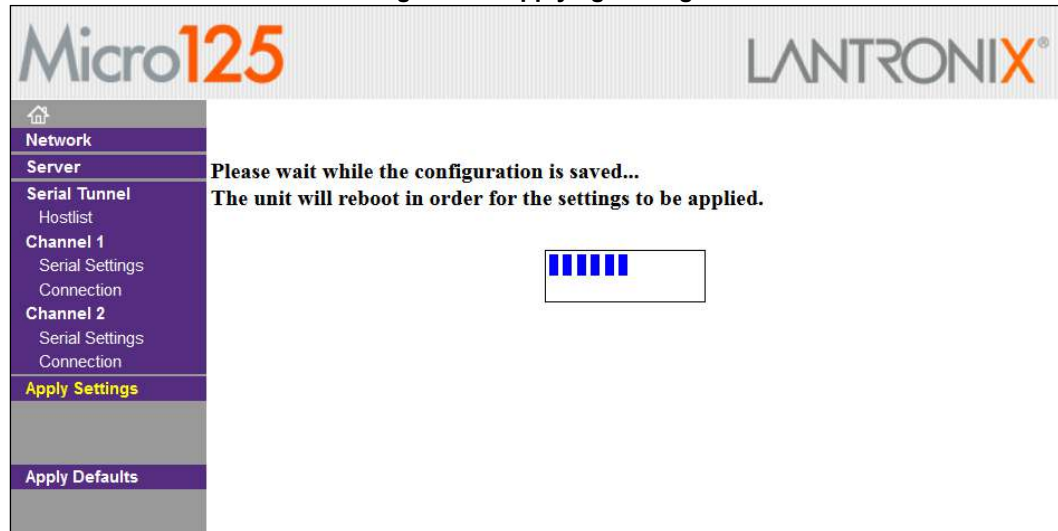 Micro125
LANTRONIX®
Network
Server
Serial Tunnel
Hostlist
Channel 1
Serial Settings
Connection
Channel 2
Serial Settings
Connection
Apply Settings
Apply Defaults
Please wait while the configuration is saved...
The unit will reboot in order for the settings to be applied.